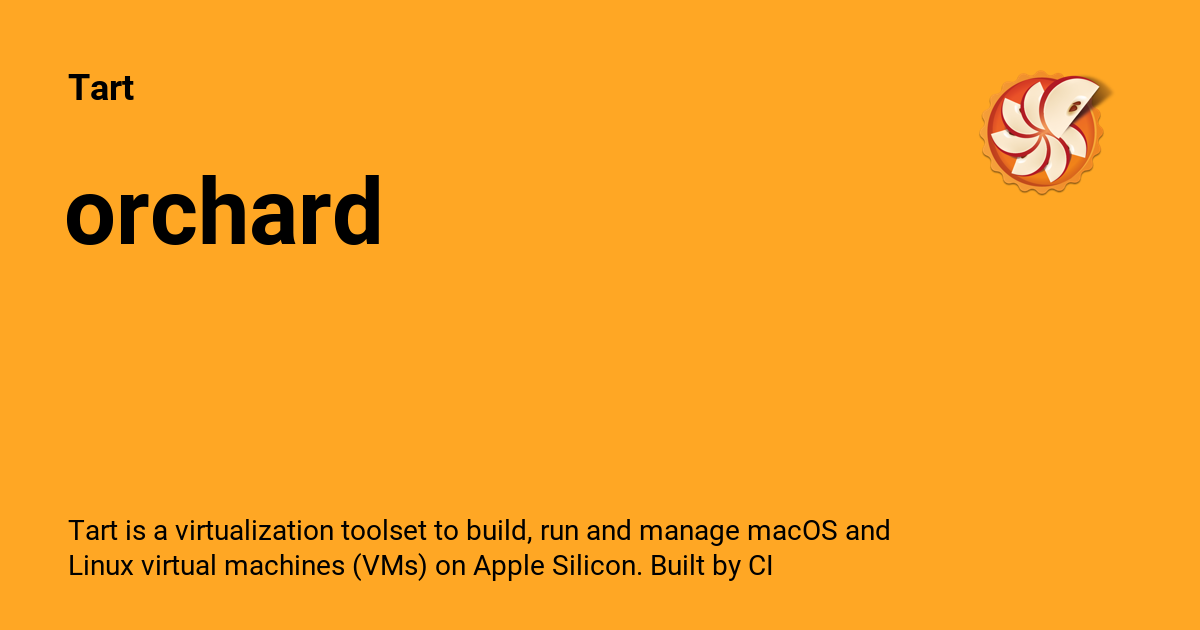 Tart
orchard
Tart is a virtualization toolset to build, run and manage macOS and
Linux virtual machines (VMs) on Apple Silicon. Built by CI